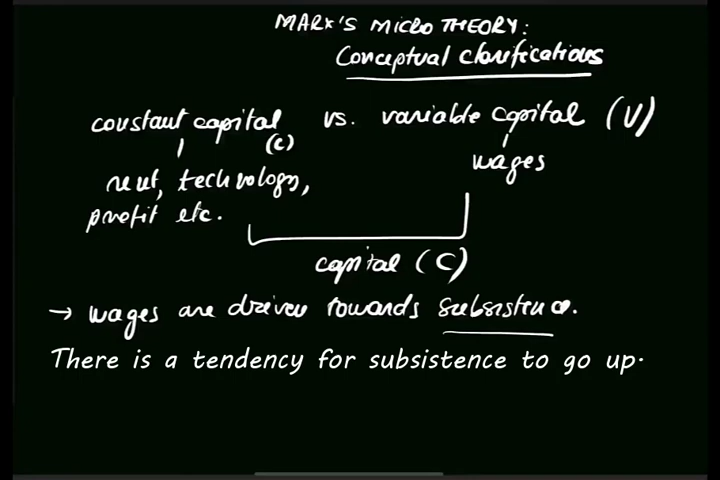 MARX'S MICRO THEORY:
Conceptual clarifications
constant capital vs. variable capital (V)
(C)
wages
rent, technology,
profit etc.
capital (C)
→ wages are driven towards subsistence.
There is a tendency for subsistence to go up.